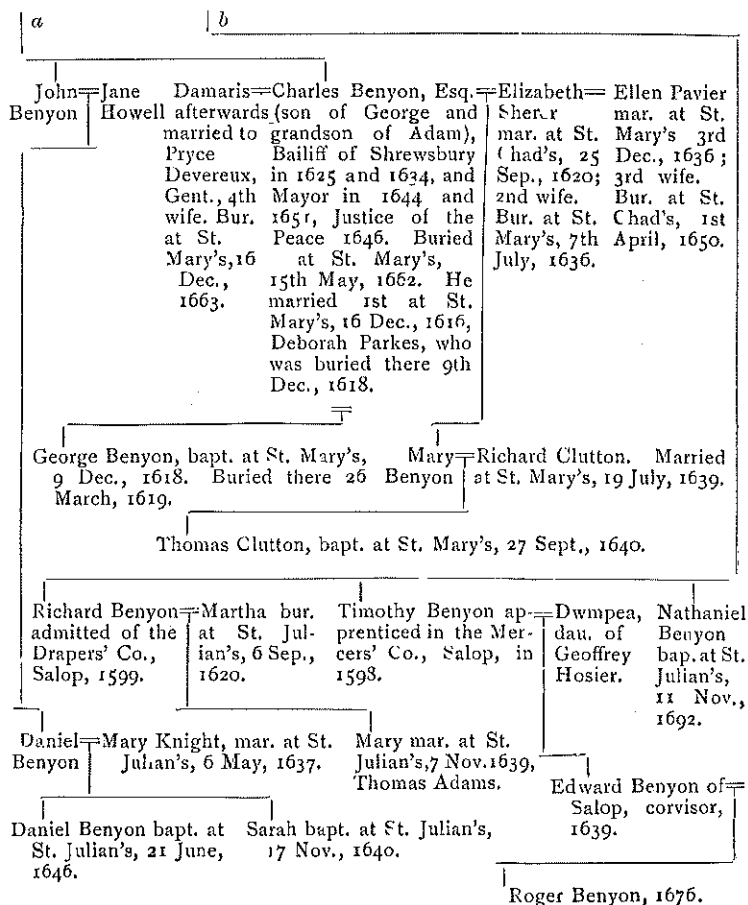 a
b
John
Benyon
Jane
Howell
Damaris
afterwards
married to
Pryce
Devereux,
Gent., 4th
wife. Bur.
at St.
Mary's, 16
Dec.,
1663.
Charles Benyon, Esq.
(son of George and
grandson of Adam),
Bailiff of Shrewsbury
in 1625 and 1634, and
Mayor in 1644 and
1651, Justice of the
Peace 1646. Buried
at St. Mary's,
15th May, 1662. He
married 1st at St.
Mary's, 16 Dec., 1616,
Deborah Parkes, who
was buried there 9th
Dec., 1618.
Elizabeth
Sherer
mar. at St.
Chad's, 25
Sep., 1620;
2nd wife.
Bur. at St.
Mary's, 7th
July, 1636.
Ellen Pavier
mar. at St.
Mary's 3rd
Dec., 1636;
3rd wife.
Bur. at St.
Chad's, 1st
April, 1650.
George Benyon, bapt. at St. Mary's,
9 Dec., 1618. Buried there 26
March, 1619.
Mary
Benyon
Richard Clutton. Married
at St. Mary's, 19 July, 1639.
Thomas Clutton, bapt. at St. Mary's, 27 Sept., 1640.
Richard Benyon
admitted of the
Drapers' Co.,
Salop, 1599.
Martha bur.
at St. Jul-
ian's, 6 Sep.,
1620.
Timothy Benyon ap-
prenticed in the Mer-
cers' Co., Salop, in
1598.
Dwmpea,
dau. of
Geoffrey
Hosier.
Nathaniel
Benyon
bap. at St.
Julian's,
11 Nov.,
1692.
Daniel
Benyon
Mary Knight, mar. at St.
Julian's, 6 May, 1637.
Mary mar. at St.
Julian's, 7 Nov. 1639,
Thomas Adams.
Edward Benyon of
Salop, corvisor,
1639.
Daniel Benyon bapt. at
St. Julian's, 21 June,
1646.
Sarah bapt. at St. Julian's,
17 Nov., 1640.
Roger Benyon, 1676.